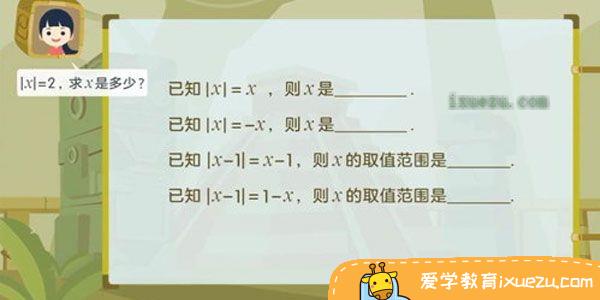 |x|=2，求x是多少？
已知 |x| = x ，则 x 是________ .
ixuezu.com
已知 |x| = -x，则 x 是________ .
已知 |x-1| = x-1，则 x 的取值范围是_______.
已知 |x-1| = 1-x，则 x 的取值范围是_______.
爱学教育ixuezu.com